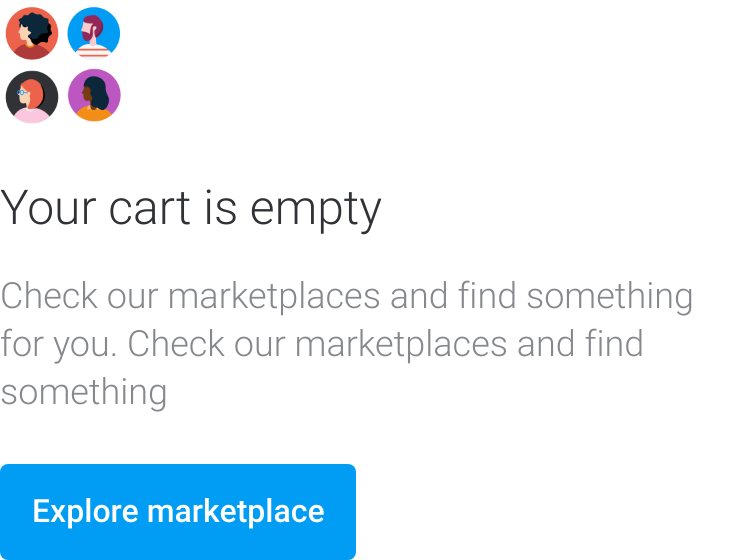 Your cart is empty
Check our marketplaces and find something
for you. Check our marketplaces and find
something
Explore marketplace